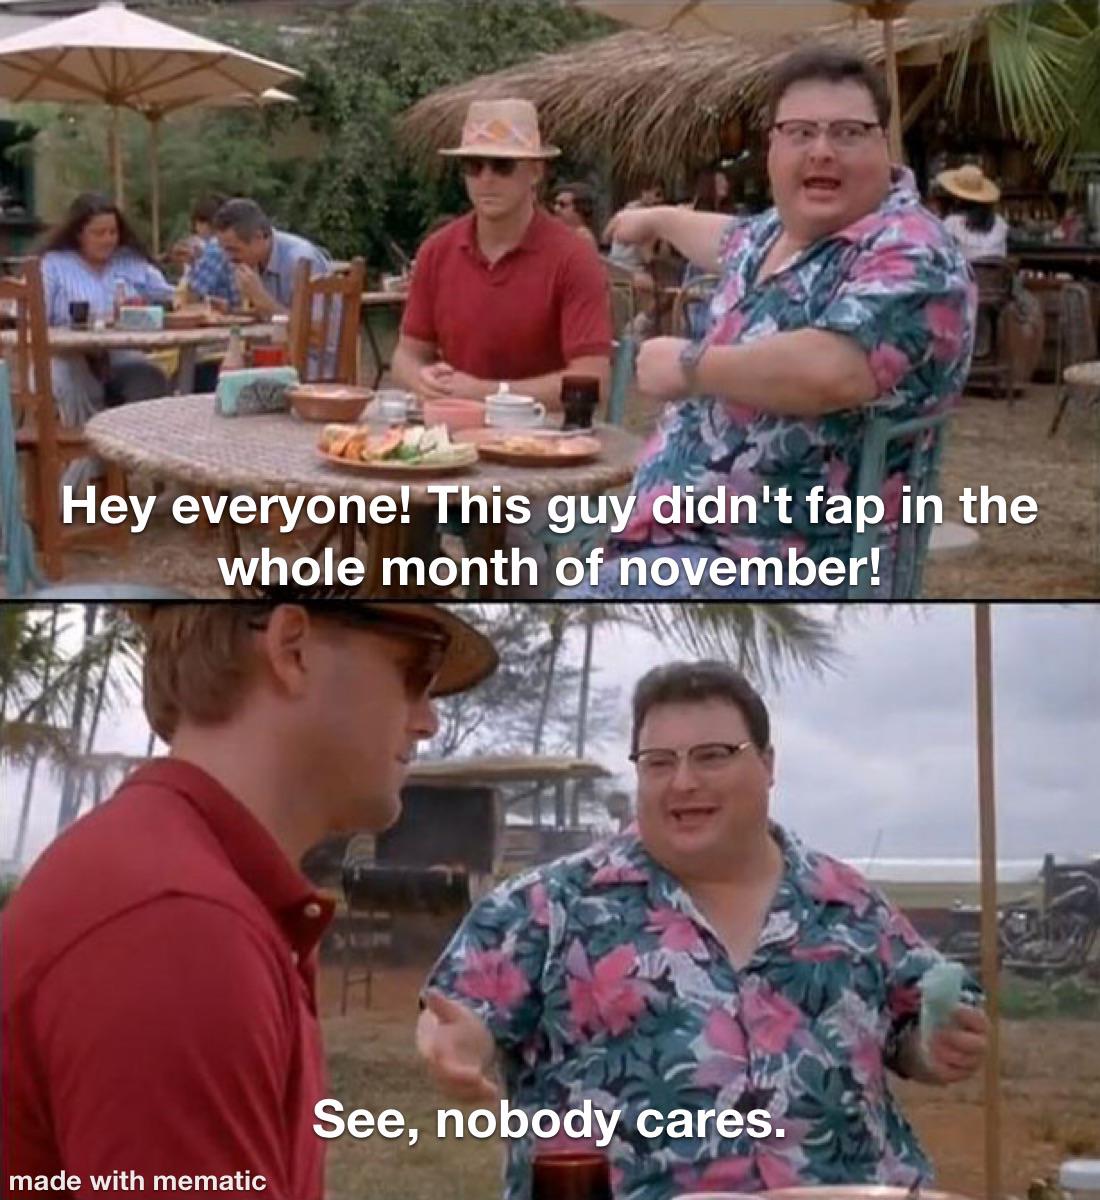 Hey everyone! This guy didn't fap in the
whole month of november!
See, nobody cares.
made with mematic